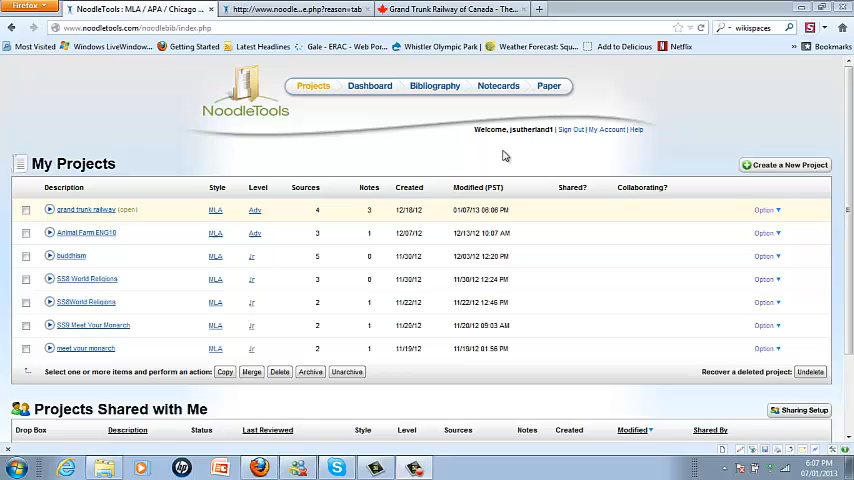 Firefox
NoodleTools : MLA / APA / Chicago ...
http://www.noodle...e.php?reason=tab
Grand Trunk Railway of Canada - The...
www.noodletools.com/noodlebib/index.php
wikispaces
Most Visited
Windows LiveWindow...
Getting Started
Latest Headlines
Gale - ERAC - Web Por...
Whistler Olympic Park |...
Weather Forecast: Squ...
Add to Delicious
Netflix
Bookmarks
NoodleTools
Projects
Dashboard
Bibliography
Notecards
Paper
Welcome, jsutherland1 | Sign Out | My Account | Help
My Projects
Create a New Project
Description Style Level Sources Notes Created Modified (PST) Shared? Collaborating?
grand trunk railway (open) MLA Adv 4 3 12/18/12 01/07/13 06:06 PM Option
Animal Farm ENG10 MLA Adv 3 1 12/07/12 12/13/12 10:07 AM Option
buddhism MLA Jr 5 0 11/30/12 12/03/12 12:20 PM Option
SS8 World Religions MLA Jr 3 0 11/30/12 11/30/12 12:24 PM Option
SS8World Religions MLA Jr 2 1 11/22/12 11/22/12 12:46 PM Option
SS9 Meet Your Monarch MLA Jr 2 1 11/20/12 11/20/12 09:03 AM Option
meet your monarch MLA Jr 2 1 11/19/12 11/19/12 01:56 PM Option
Select one or more items and perform an action: Copy Merge Delete Archive Unarchive
Recover a deleted project: Undelete
Projects Shared with Me
Sharing Setup
Drop Box Description Status Last Reviewed Style Level Sources Notes Created Modified Shared By
6:07 PM
07/01/2013